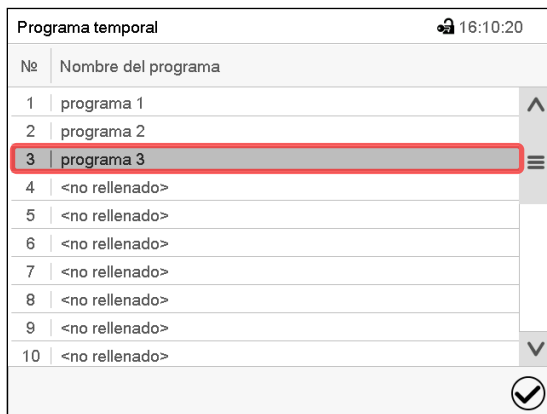 Programa temporal 16:10:20
№ Nombre del programa
1 programa 1
2 programa 2
3 programa 3
4 <no rellenado>
5 <no rellenado>
6 <no rellenado>
7 <no rellenado>
8 <no rellenado>
9 <no rellenado>
10 <no rellenado>